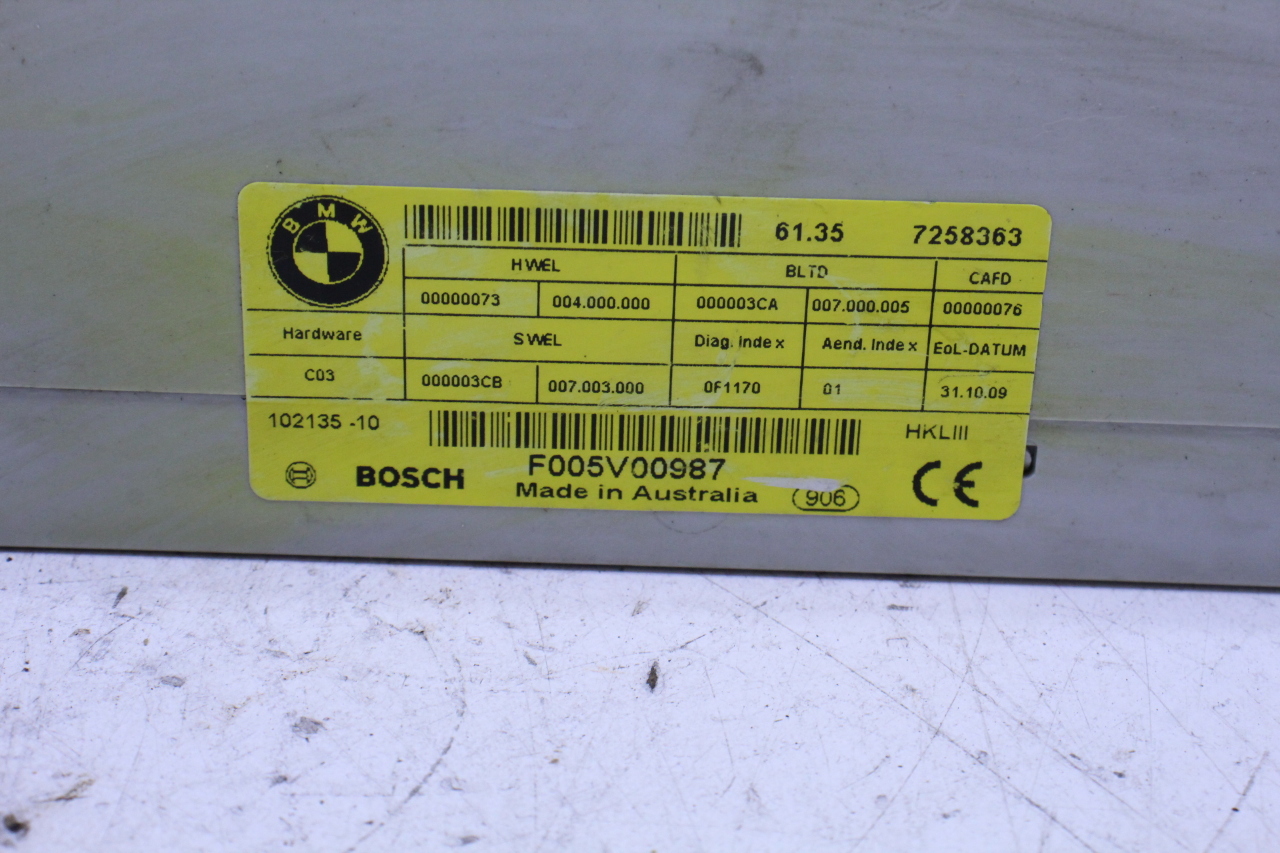 BMW
61.35 7258363
HWEL BLTD CAFD
00000073 004.000.000 000003CA 007.000.005 00000076
Hardware SWEL Diag. Index Aend. Index EoL-DATUM
C03 000003CB 007.003.000 0F1170 01 31.10.09
102135 -10 HKLIII
BOSCH F005V00987
Made in Australia 906 CE